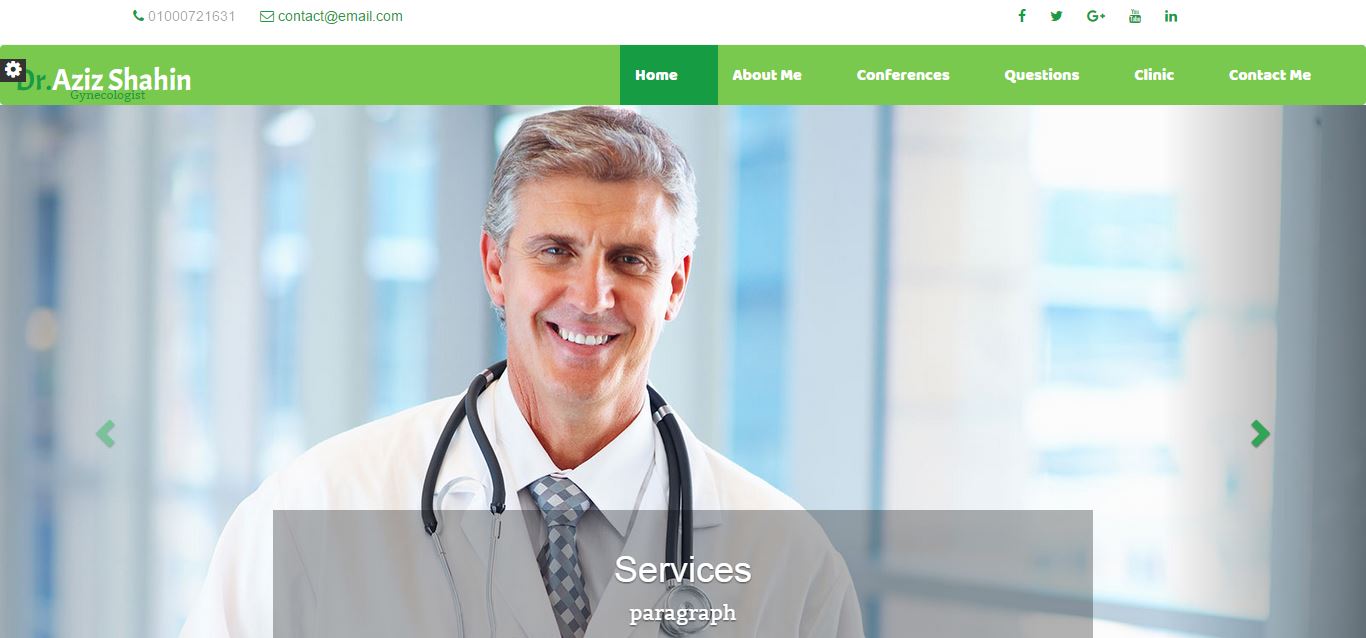 01000721631 contact@email.com
Dr.Aziz Shahin
Gynecologist
Home About Me Conferences Questions Clinic Contact Me
Services
paragraph